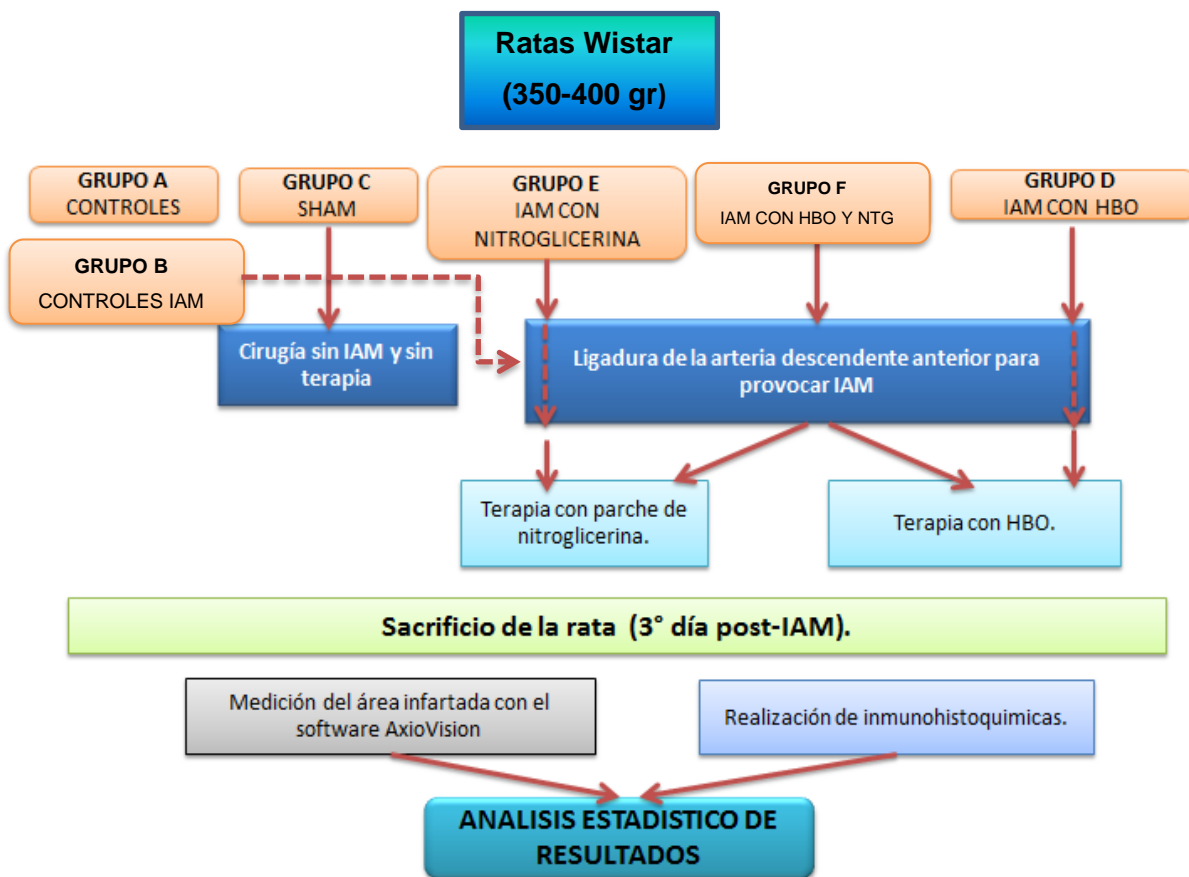 Ratas Wistar
(350-400 gr)
GRUPO A
CONTROLES
GRUPO C
SHAM
GRUPO E
IAM CON
NITROGLICERINA
GRUPO F
IAM CON HBO Y NTG
GRUPO D
IAM CON HBO
GRUPO B
CONTROLES IAM
Cirugía sin IAM y sin
terapia
Ligadura de la arteria descendente anterior para
provocar IAM
Terapia con parche de
nitroglicerina.
Terapia con HBO.
Sacrificio de la rata (3° día post-IAM).
Medición del área infartada con el
software AxioVision
Realización de inmunohistoquimicas.
ANALISIS ESTADISTICO DE
RESULTADOS